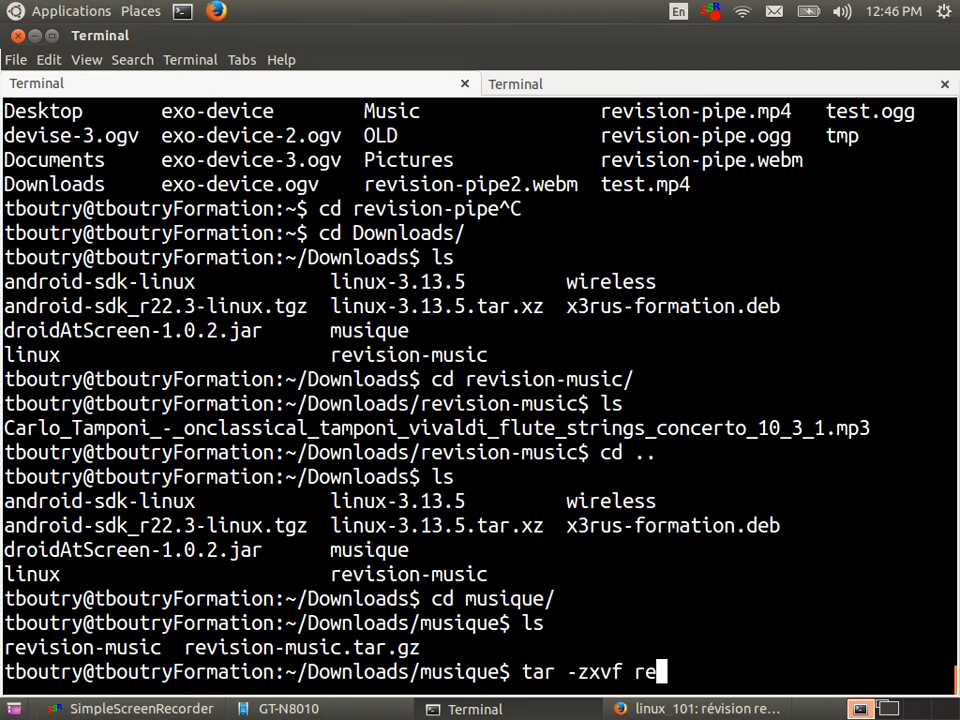 Applications Places En 12:46 PM
Terminal
File Edit View Search Terminal Tabs Help
Terminal Terminal
Desktop exo-device Music revision-pipe.mp4 test.ogg
devise-3.ogv exo-device-2.ogv OLD revision-pipe.ogg tmp
Documents exo-device-3.ogv Pictures revision-pipe.webm
Downloads exo-device.ogv revision-pipe2.webm test.mp4
tboutry@tboutryFormation:~$ cd revision-pipe^C
tboutry@tboutryFormation:~$ cd Downloads/
tboutry@tboutryFormation:~/Downloads$ ls
android-sdk-linux linux-3.13.5 wireless
android-sdk_r22.3-linux.tgz linux-3.13.5.tar.xz x3rus-formation.deb
droidAtScreen-1.0.2.jar musique
linux revision-music
tboutry@tboutryFormation:~/Downloads$ cd revision-music/
tboutry@tboutryFormation:~/Downloads/revision-music$ ls
Carlo_Tamponi_-_onclassical_tamponi_vivaldi_flute_strings_concerto_10_3_1.mp3
tboutry@tboutryFormation:~/Downloads/revision-music$ cd ..
tboutry@tboutryFormation:~/Downloads$ ls
android-sdk-linux linux-3.13.5 wireless
android-sdk_r22.3-linux.tgz linux-3.13.5.tar.xz x3rus-formation.deb
droidAtScreen-1.0.2.jar musique
linux revision-music
tboutry@tboutryFormation:~/Downloads$ cd musique/
tboutry@tboutryFormation:~/Downloads/musique$ ls
revision-music revision-music.tar.gz
tboutry@tboutryFormation:~/Downloads/musique$ tar -zxvf re
SimpleScreenRecorder GT-N8010 Terminal linux_101: révision re...